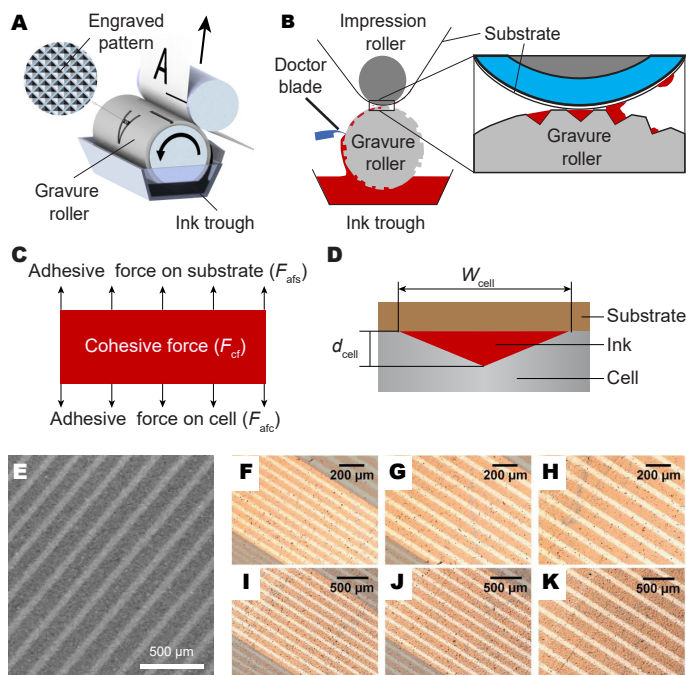 A
Engraved
pattern
A
Gravure
roller
Ink trough
B
Impression
roller
Substrate
Doctor
blade
Gravure
roller
Ink trough
Gravure
roller
C
Adhesive force on substrate (Fafs)
Cohesive force (Fcf)
Adhesive force on cell (Fafc)
D
Wcell
dcell
Substrate
Ink
Cell
E
500 µm
F
200 µm
G
200 µm
H
200 µm
I
500 µm
J
500 µm
K
500 µm